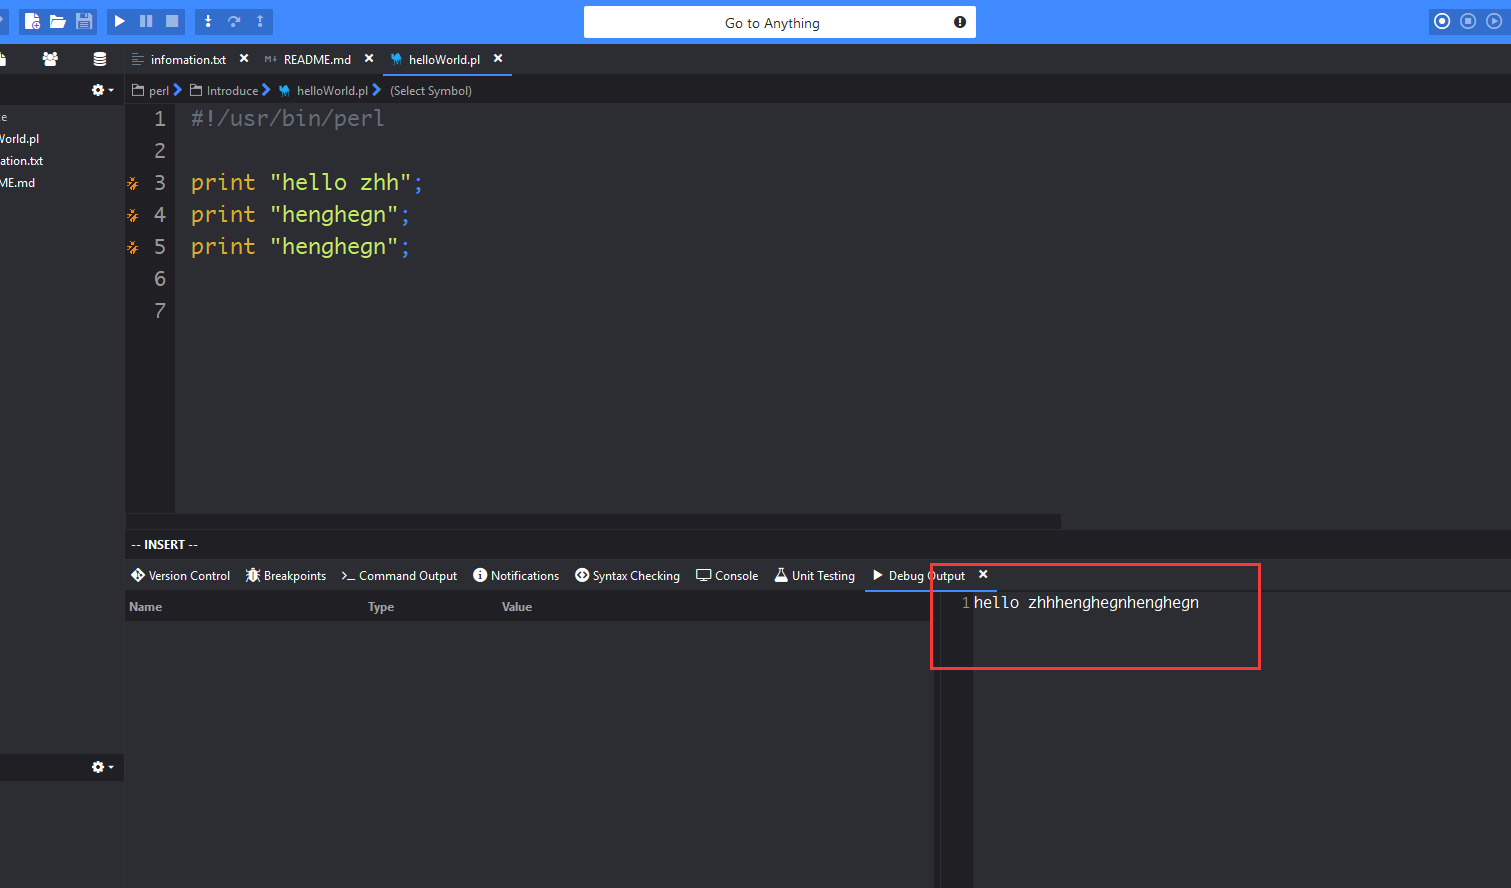 Go to Anything
infomation.txt
README.md
helloWorld.pl
perl Introduce helloWorld.pl (Select Symbol)
World.pl
ation.txt
ME.md
1 #!/usr/bin/perl
2
3 print "hello zhh";
4 print "henghegn";
5 print "henghegn";
6
7
-- INSERT --
Version Control Breakpoints Command Output Notifications Syntax Checking Console Unit Testing Debug Output
Name Type Value
1 hello zhhhenghegnhenghegn